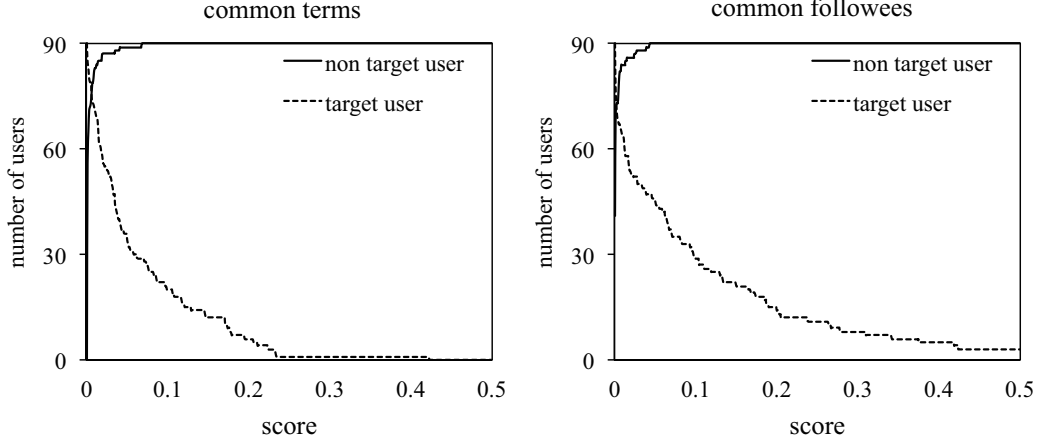 common terms
number of users
90
60
30
0
0
0.1
0.2
0.3
0.4
0.5
score
non target user
target user
common followees
number of users
90
60
30
0
0
0.1
0.2
0.3
0.4
0.5
score
non target user
target user